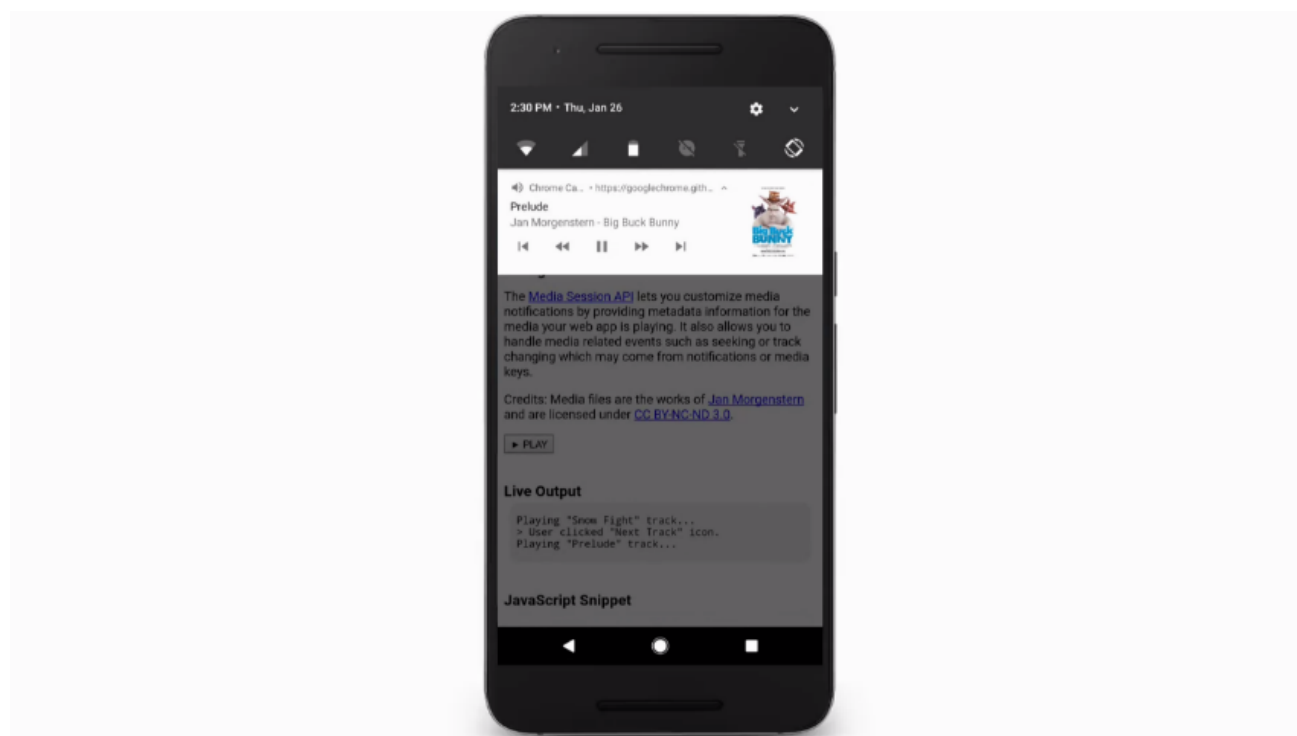 2:30 PM • Thu, Jan 26
Chrome Ca... • https://googlechrome.gith...
Prelude
Jan Morgenstern - Big Buck Bunny
Big Buck
BUNNY
The Media Session API lets you customize media
notifications by providing metadata information for the
media your web app is playing. It also allows you to
handle media related events such as seeking or track
changing which may come from notifications or media
keys.
Credits: Media files are the works of Jan Morgenstern
and are licensed under CC BY-NC-ND 3.0.
► PLAY
Live Output
Playing "Snow Fight" track...
> User clicked "Next Track" icon.
Playing "Prelude" track...
JavaScript Snippet